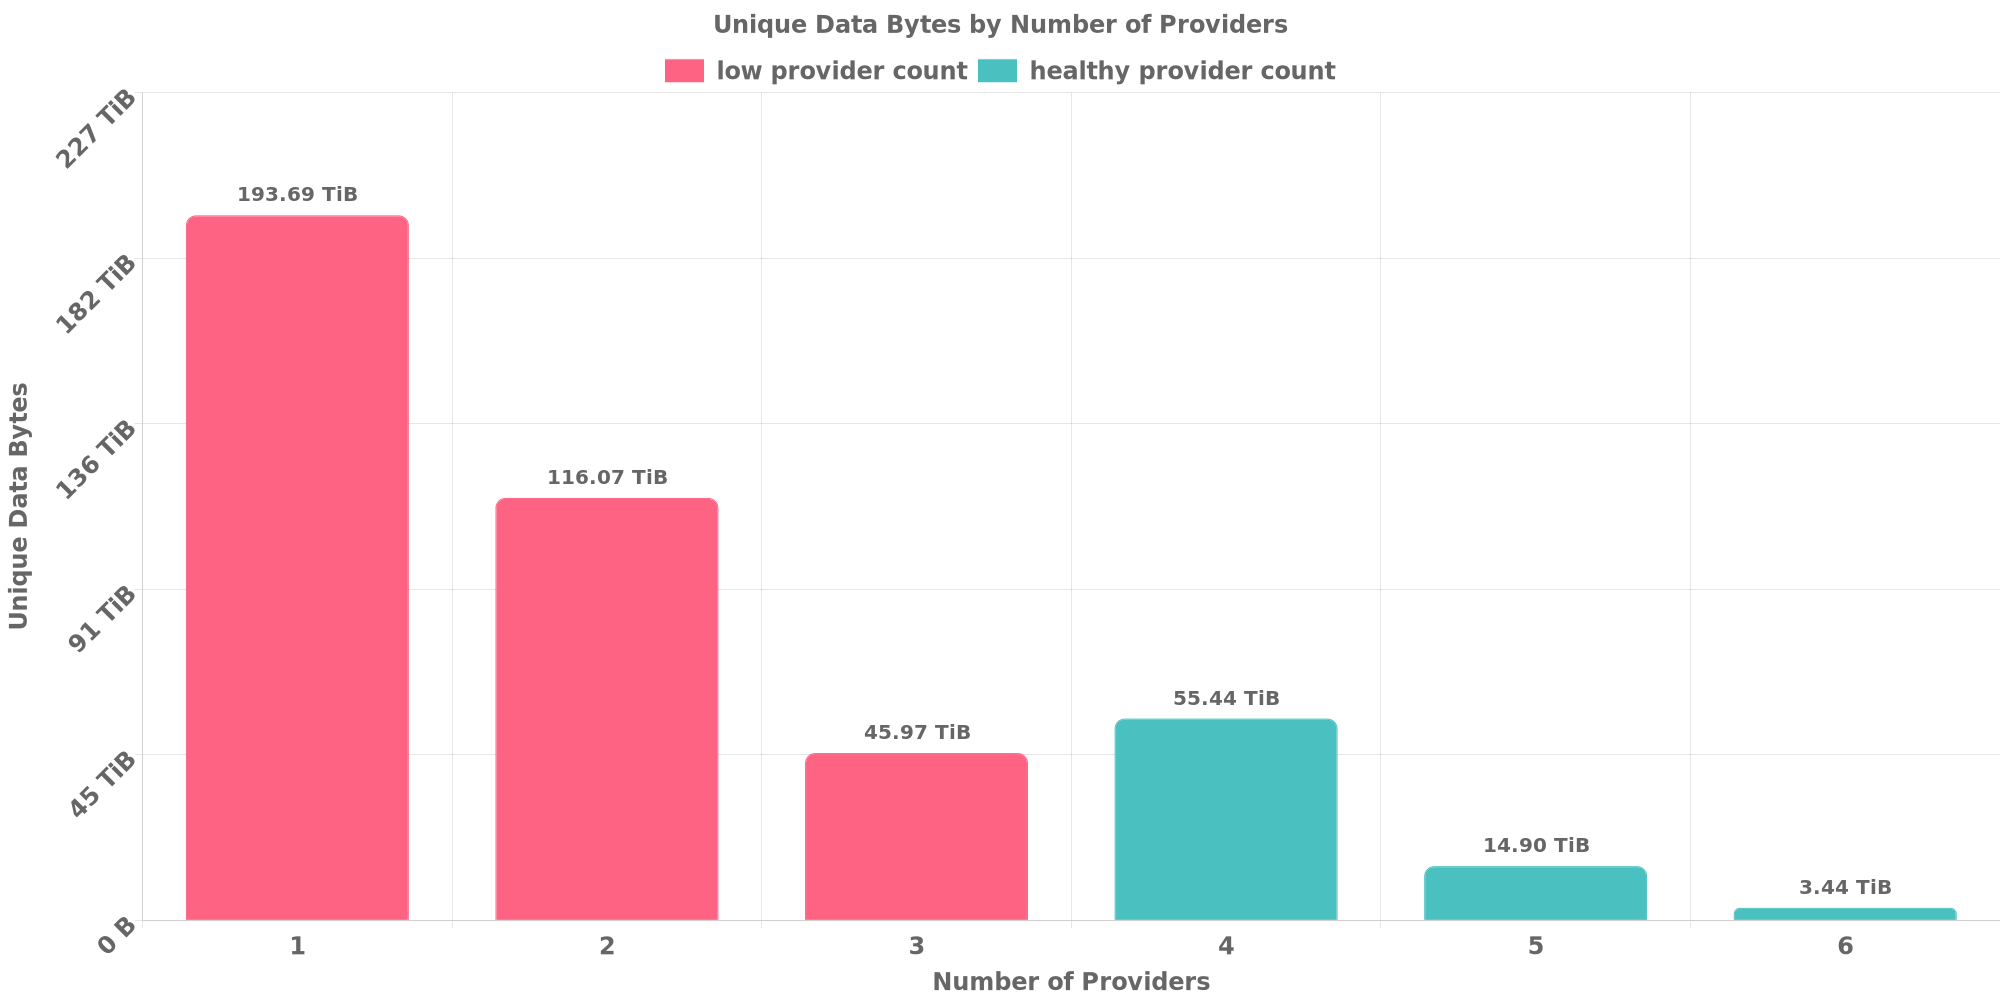 Unique Data Bytes by Number of Providers
low provider count healthy provider count
227 TiB
182 TiB
136 TiB
91 TiB
45 TiB
0 B
Unique Data Bytes
193.69 TiB
116.07 TiB
45.97 TiB
55.44 TiB
14.90 TiB
3.44 TiB
1 2 3 4 5 6
Number of Providers